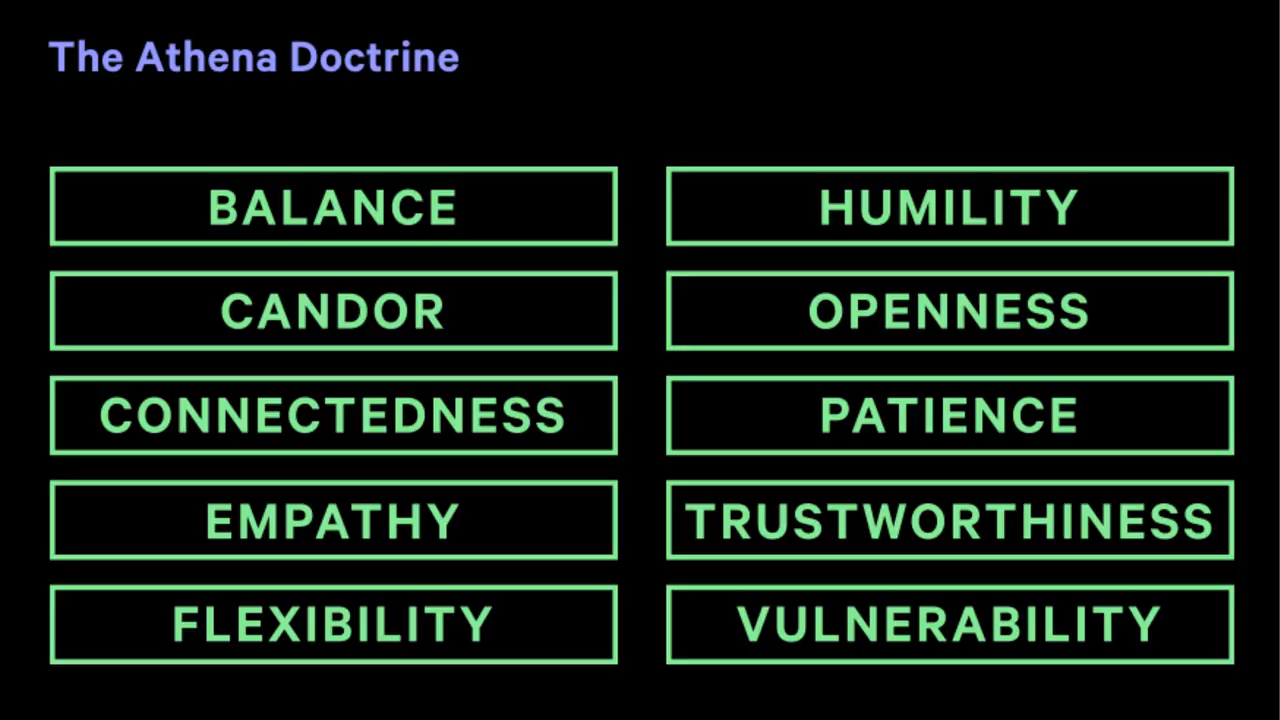 The Athena Doctrine
BALANCE
CANDOR
CONNECTEDNESS
EMPATHY
FLEXIBILITY
HUMILITY
OPENNESS
PATIENCE
TRUSTWORTHINESS
VULNERABILITY